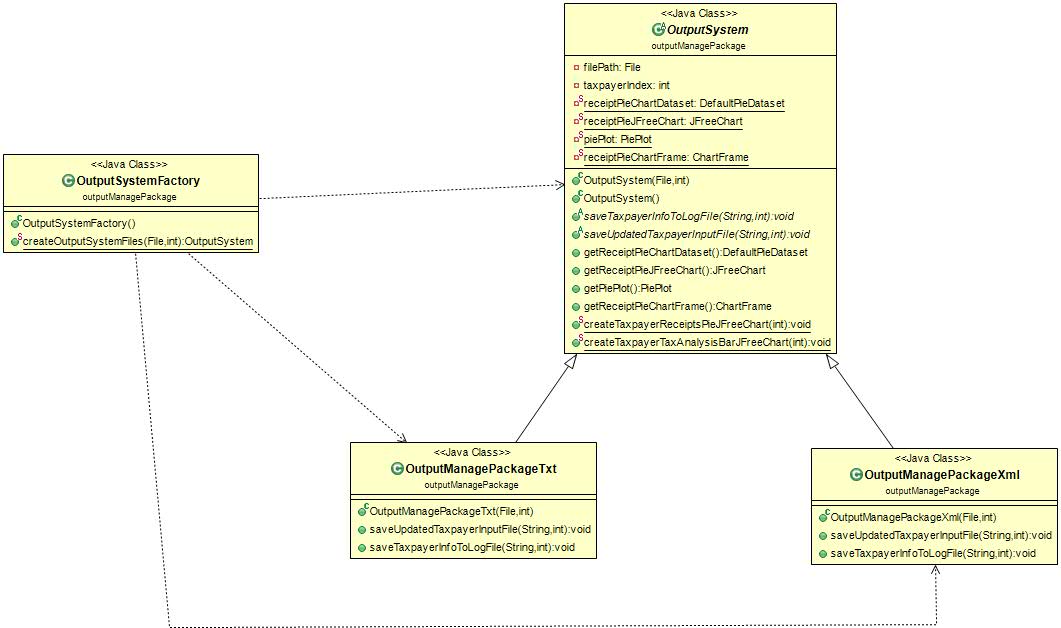 <<Java Class>>
OutputSystem
outputManagePackage
filePath: File
taxpayerIndex: int
receiptPieChartDataset: DefaultPieDataset
receiptPieJFreeChart: JFreeChart
piePlot: PiePlot
receiptPieChartFrame: ChartFrame
OutputSystem(File,int)
OutputSystem()
saveTaxpayerInfoToLogFile(String,int):void
saveUpdatedTaxpayerInputFile(String,int):void
getReceiptPieChartDataset():DefaultPieDataset
getReceiptPieJFreeChart():JFreeChart
getPiePlot():PiePlot
getReceiptPieChartFrame():ChartFrame
createTaxpayerReceiptsPieJFreeChart(int):void
createTaxpayerTaxAnalysisBarJFreeChart(int):void
<<Java Class>>
OutputSystemFactory
outputManagePackage
OutputSystemFactory()
createOutputSystemFiles(File,int):OutputSystem
<<Java Class>>
OutputManagePackageTxt
outputManagePackage
OutputManagePackageTxt(File,int)
saveUpdatedTaxpayerInputFile(String,int):void
saveTaxpayerInfoToLogFile(String,int):void
<<Java Class>>
OutputManagePackageXml
outputManagePackage
OutputManagePackageXml(File,int)
saveUpdatedTaxpayerInputFile(String,int):void
saveTaxpayerInfoToLogFile(String,int):void